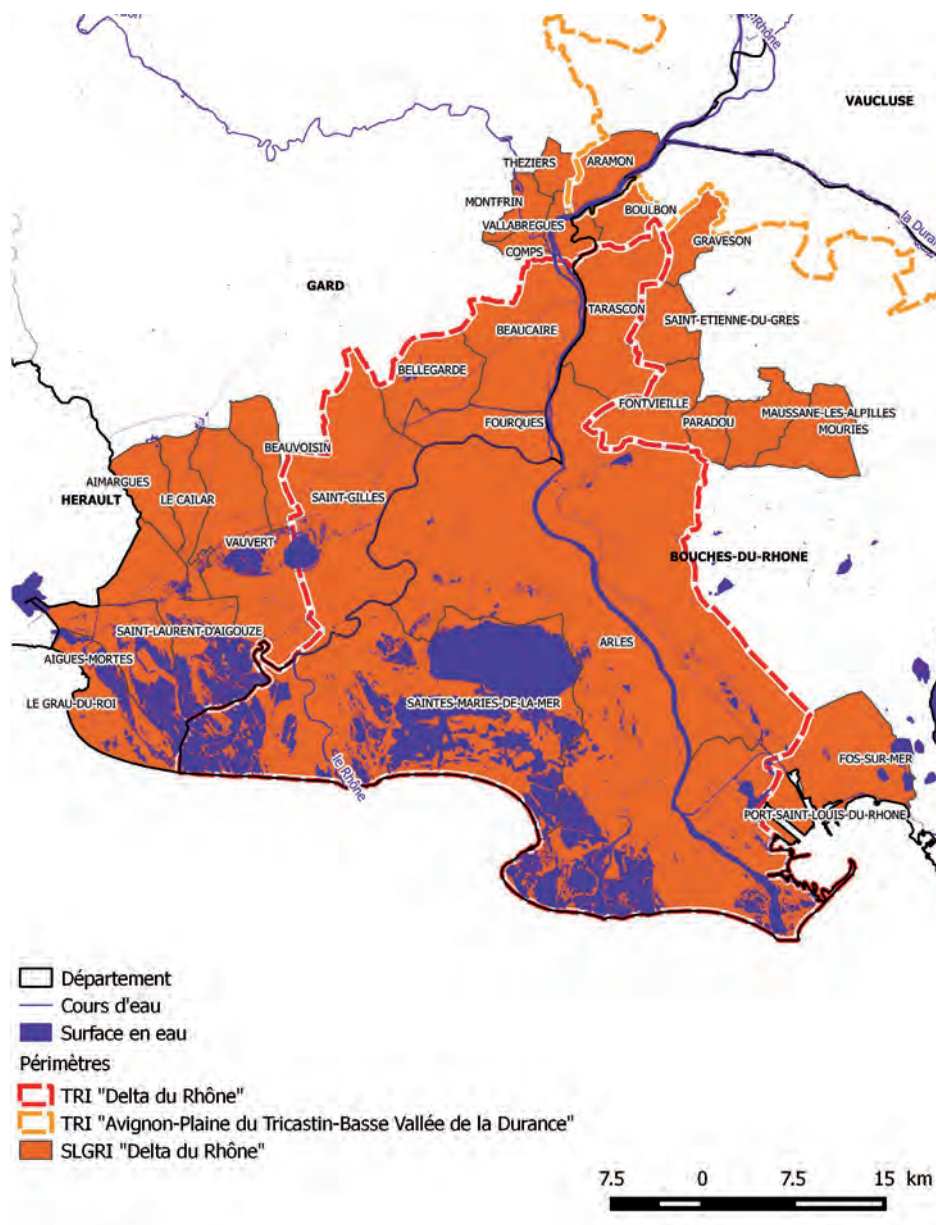 le Rhône
VAUCLUSE
THEZIERS
ARAMON
MONTFRIN
BOULBON
VALLABREGUES
la Durance
GRAVESON
COMPS
GARD
TARASCON
SAINT-ETIENNE-DU-GRES
BEAUCAIRE
BELLEGARDE
FONTVIEILLE
MAUSSANE-LES-ALPILLES
FOURQUES
PARADOU
MOURIES
BEAUVOISIN
AIMARGUES
HERAULT
LE CAILAR
SAINT-GILLES
VAUVERT
BOUCHES-DU-RHONE
SAINT-LAURENT-D'AIGOUZE
ARLES
AIGUES-MORTES
LE GRAU-DU-ROI
SAINTES-MARIES-DE-LA-MER
le Rhône
FOS-SUR-MER
PORT-SAINT-LOUIS-DU-RHONE
Département
Cours d'eau
Surface en eau
Périmètres
TRI "Delta du Rhône"
TRI "Avignon-Plaine du Tricastin-Basse Vallée de la Durance"
SLGRI "Delta du Rhône"
7.5 0 7.5 15 km